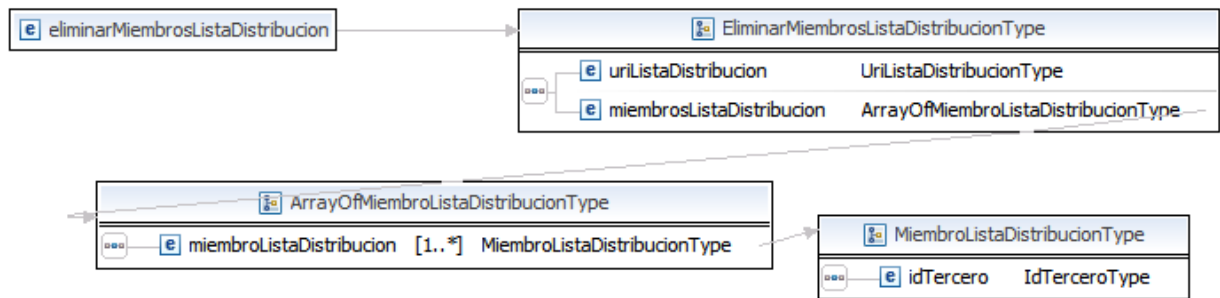 eliminarMiembrosListaDistribucion
EliminarMiembrosListaDistribucionType
uriListaDistribucion UriListaDistribucionType
miembrosListaDistribucion ArrayOfMiembroListaDistribucionType
ArrayOfMiembroListaDistribucionType
miembroListaDistribucion [1..*] MiembroListaDistribucionType
MiembroListaDistribucionType
idTercero IdTerceroType